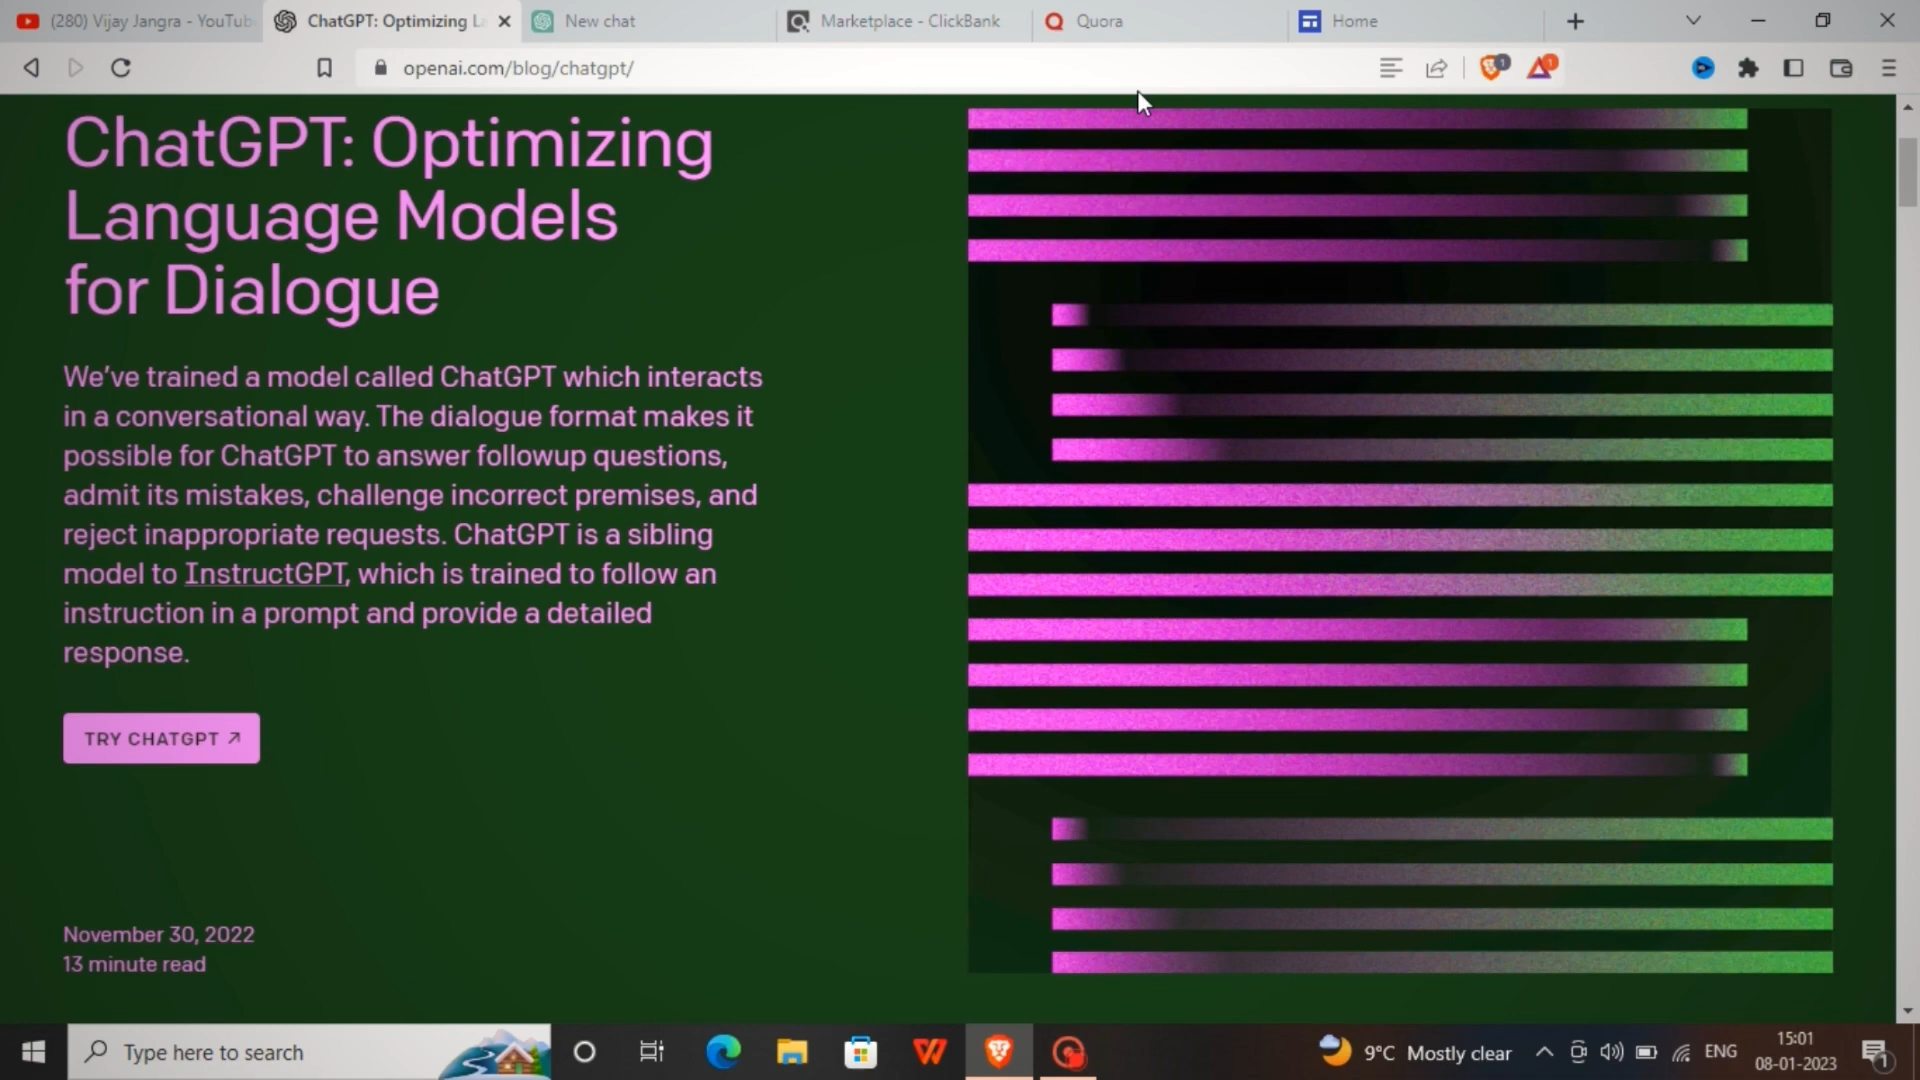 (280) Vijay Jangra - YouTub
ChatGPT: Optimizing L
New chat
Marketplace - ClickBank
Quora
Home
openai.com/blog/chatgpt/
1
1
ChatGPT: Optimizing
Language Models
for Dialogue
We've trained a model called ChatGPT which interacts
in a conversational way. The dialogue format makes it
possible for ChatGPT to answer followup questions,
admit its mistakes, challenge incorrect premises, and
reject inappropriate requests. ChatGPT is a sibling
model to InstructGPT, which is trained to follow an
instruction in a prompt and provide a detailed
response.
TRY CHATGPT ↗
November 30, 2022
13 minute read
Type here to search
9°C Mostly clear
ENG
15:01
08-01-2023
1